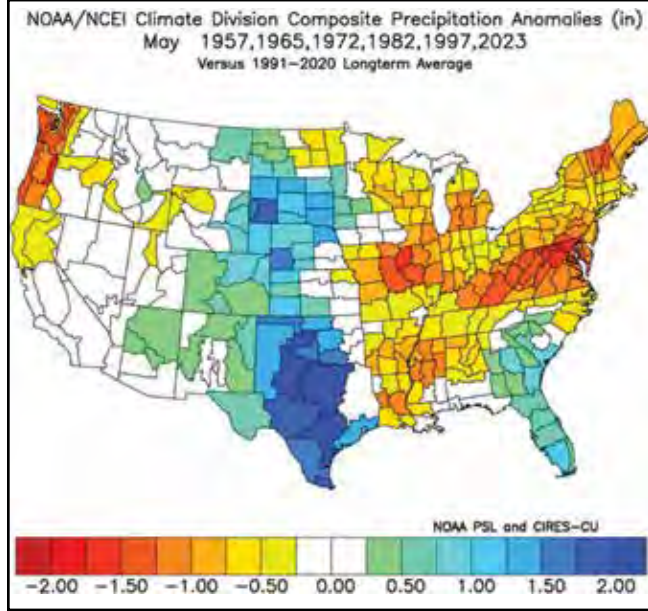 NOAA/NCEI Climate Division Composite Precipitation Anomalies (in)
May 1957,1965,1972,1982,1997,2023
Versus 1991-2020 Longterm Average
NOAA PSL and CIRES-CU
-2.00 -1.50 -1.00 -0.50 0.00 0.50 1.00 1.50 2.00